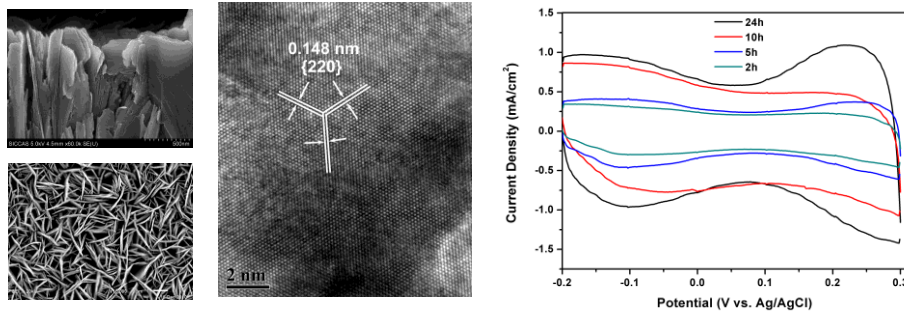 SICCAS 5.0kV 4.5mm x60.0k SE(U)
500nm
0.148 nm
{220}
2 nm
24h
10h
5h
2h
Current Density (mA/cm²)
1.5
1.0
0.5
0.0
-0.5
-1.0
-1.5
-0.2
-0.1
0.0
0.1
0.2
0.3
Potential (V vs. Ag/AgCl)